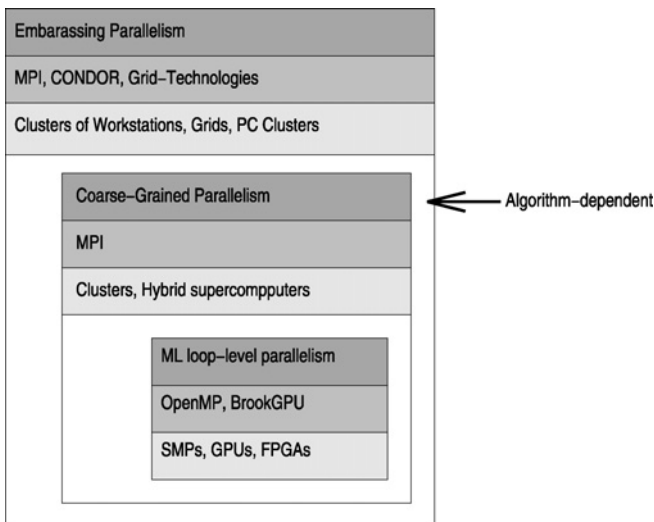 Embarassing Parallelism
MPI, CONDOR, Grid-Technologies
Clusters of Workstations, Grids, PC Clusters
Coarse-Grained Parallelism
Algorithm-dependent
MPI
Clusters, Hybrid supercompputers
ML loop-level parallelism
OpenMP, BrookGPU
SMPs, GPUs, FPGAs